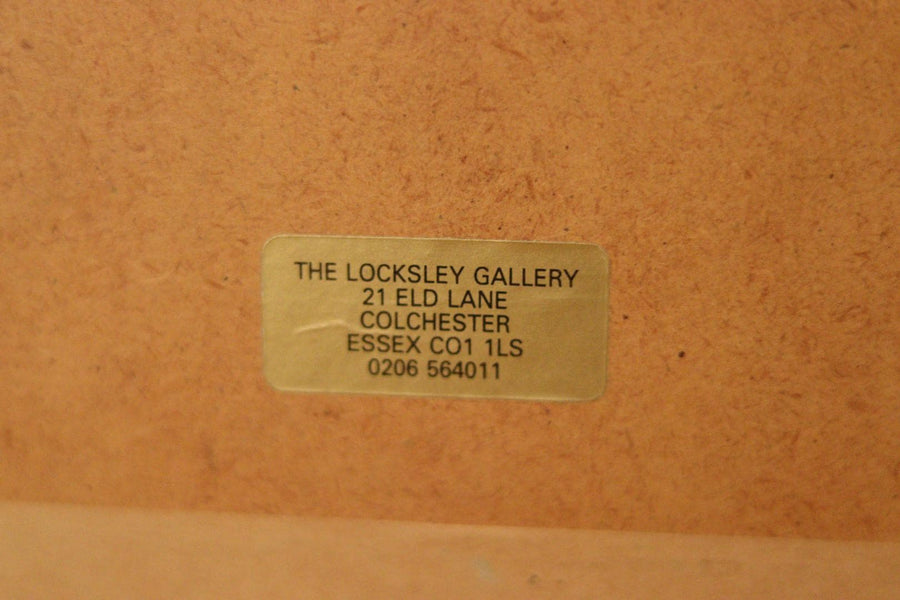 THE LOCKSLEY GALLERY
21 ELD LANE
COLCHESTER
ESSEX CO1 1LS
0206 564011